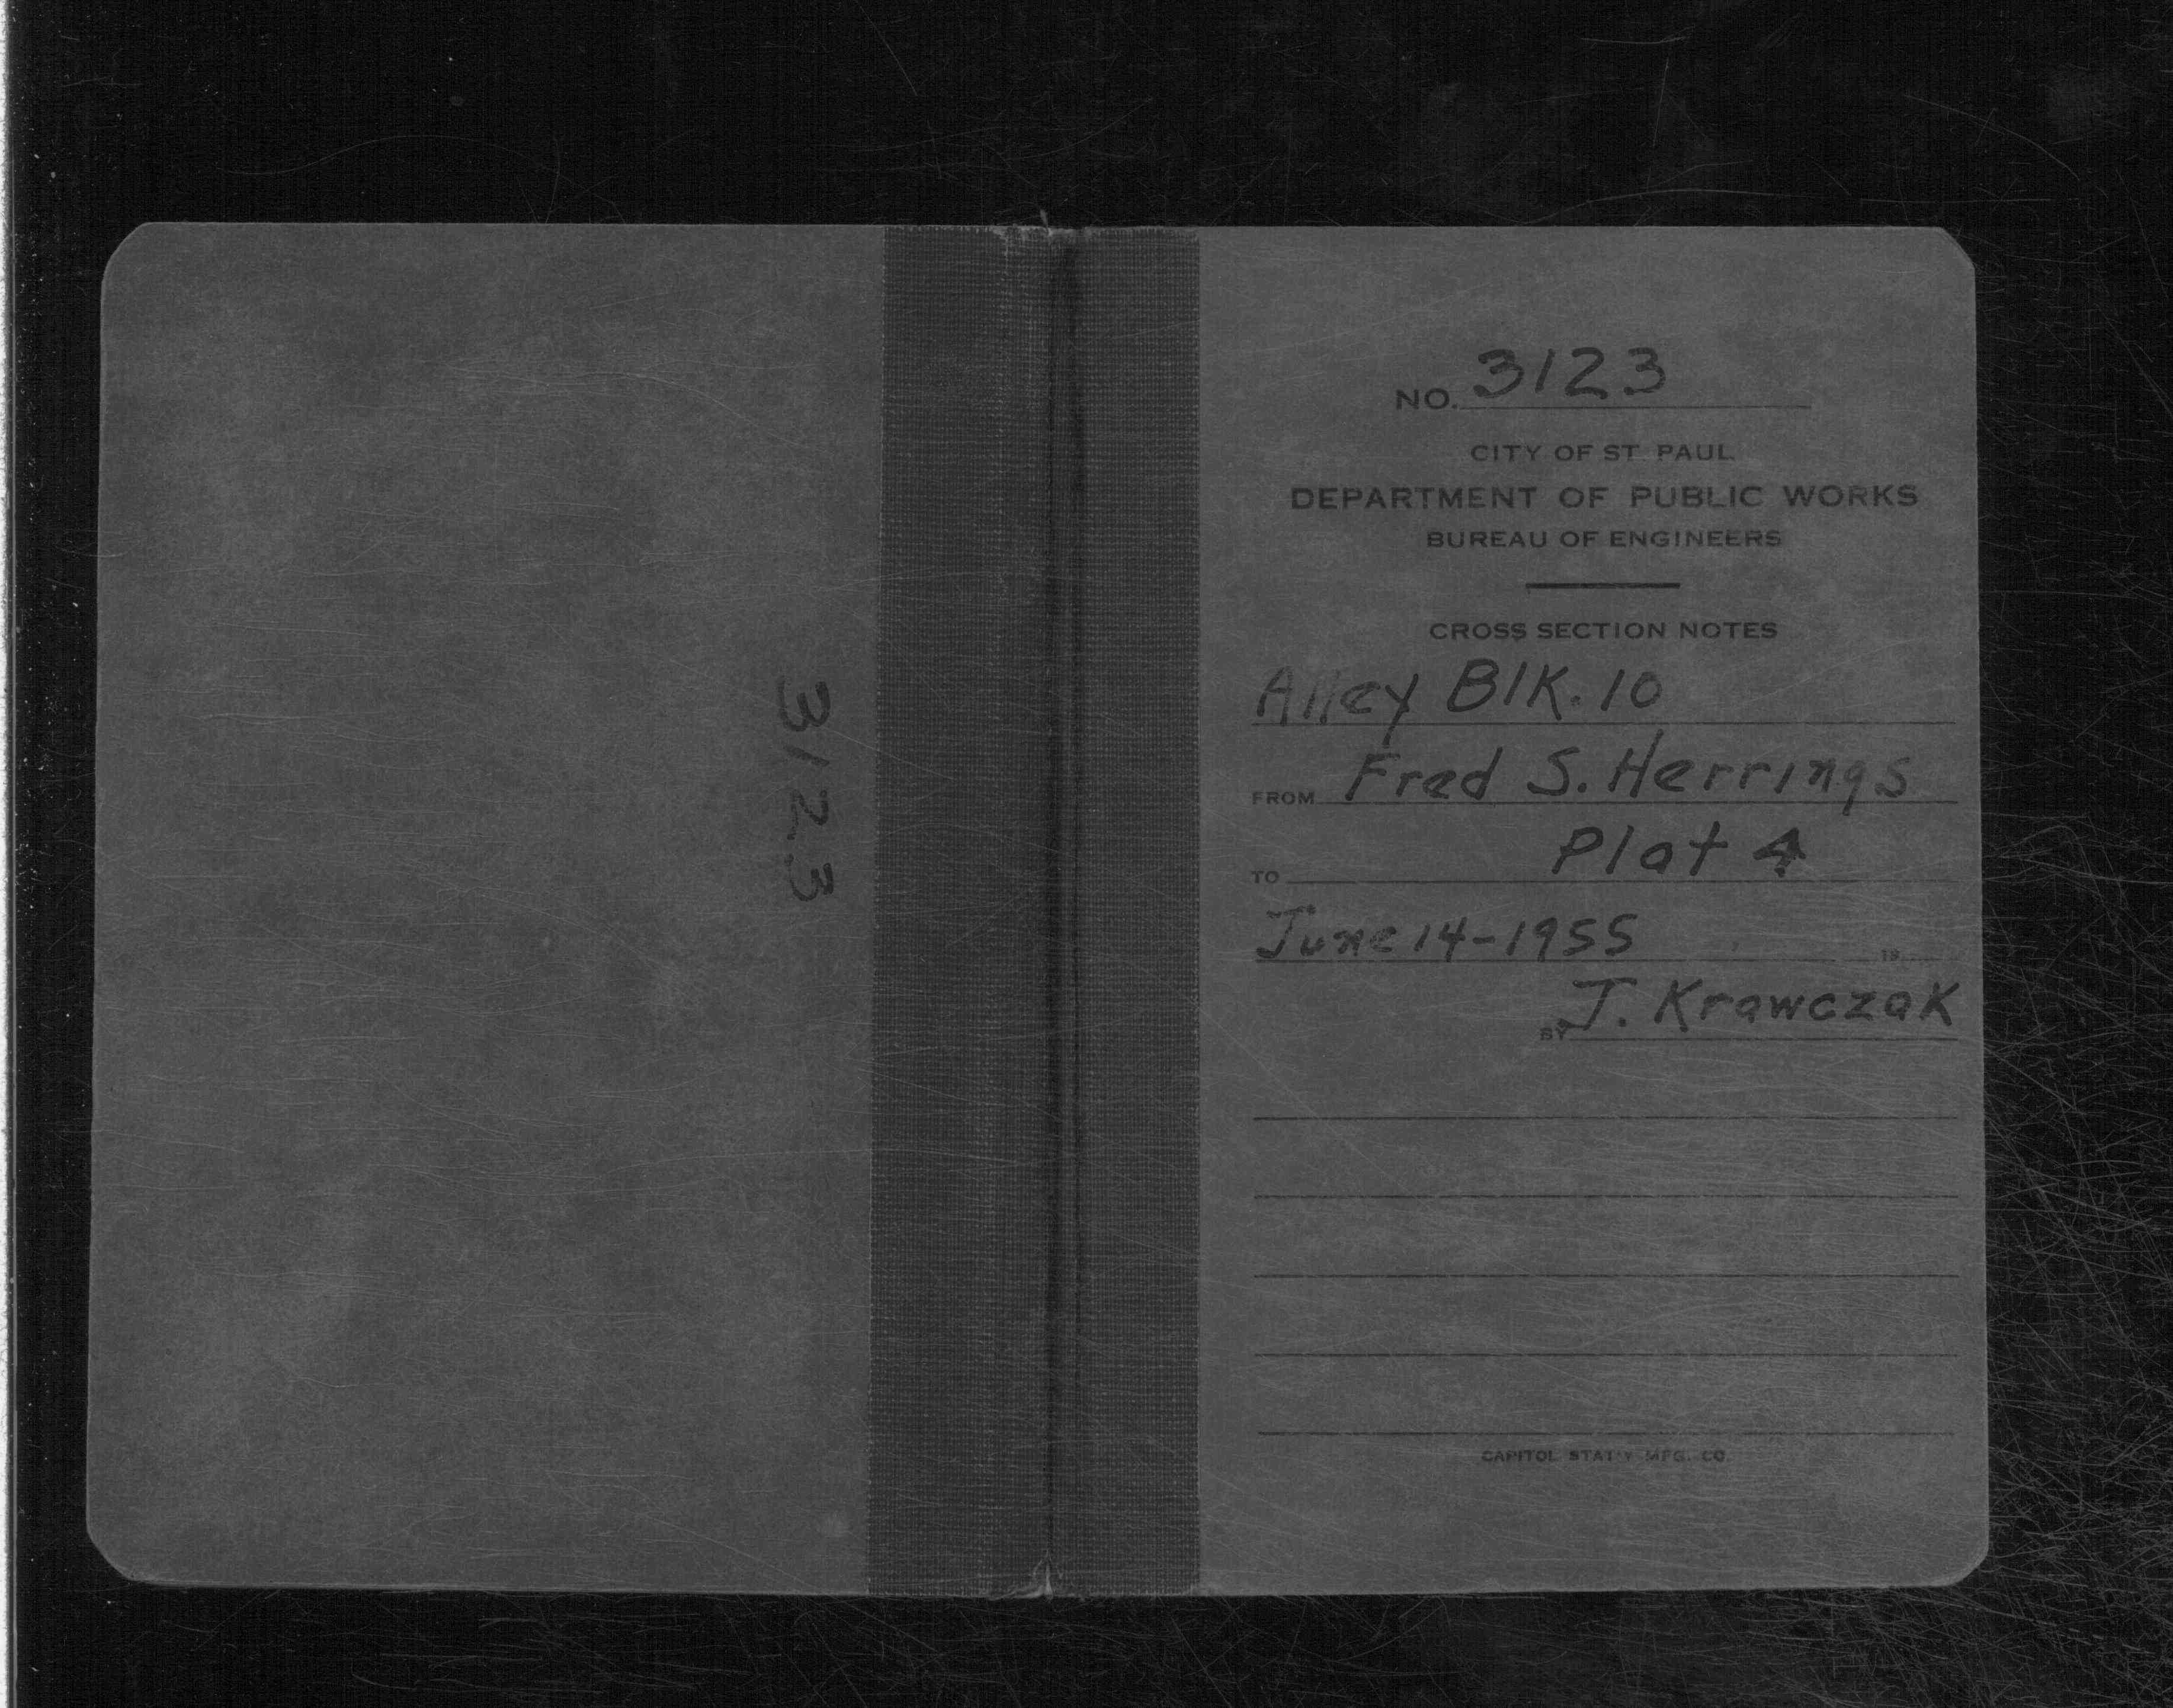 3123
NO. 3123
CITY OF ST. PAUL
DEPARTMENT OF PUBLIC WORKS
BUREAU OF ENGINEERS
CROSS SECTION NOTES
Alley Blk. 10
FROM Fred S. Herrings
TO Plat 4
June 14-1955 19
BY J. Krawczak
CAPITOL STAT'Y MFG. CO.